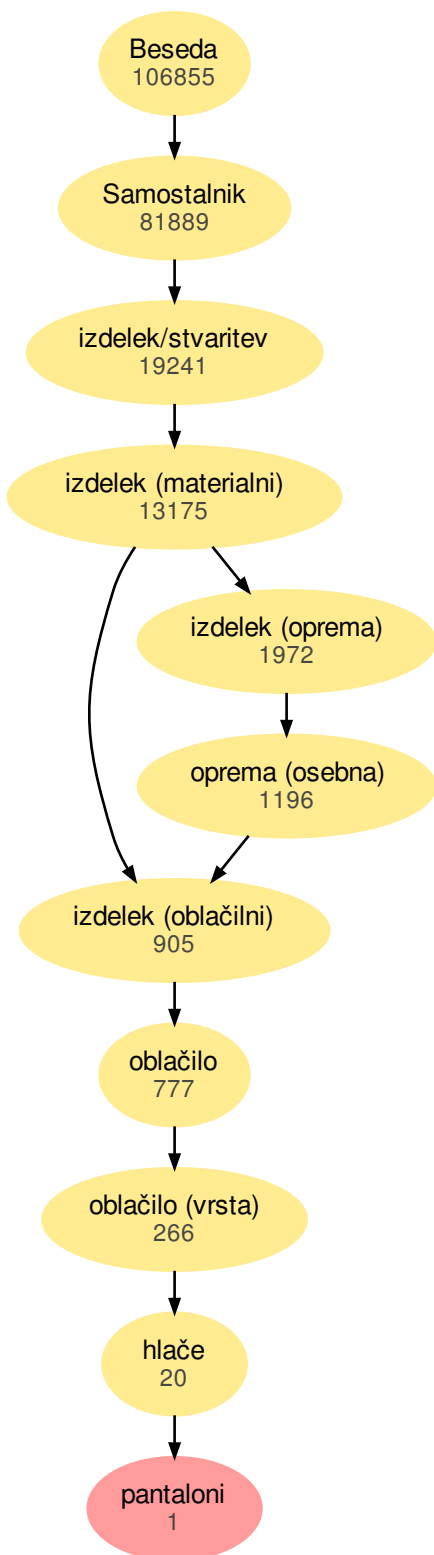 Beseda
106855
Samostalnik
81889
izdelek/stvaritev
19241
izdelek (materialni)
13175
izdelek (oprema)
1972
oprema (osebna)
1196
izdelek (oblačilni)
905
oblačilo
777
oblačilo (vrsta)
266
hlače
20
pantaloni
1